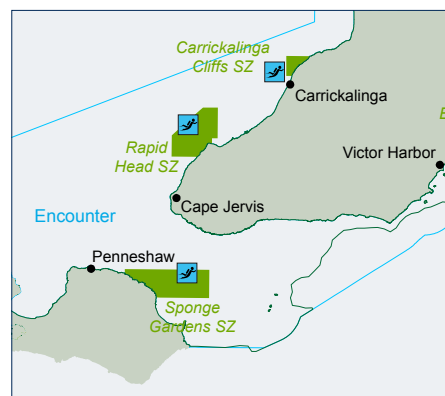 Carrickalinga
Cliffs SZ
Carrickalinga
E
Rapid
Head SZ
Victor Harbor
Cape Jervis
Encounter
Penneshaw
Sponge
Gardens SZ